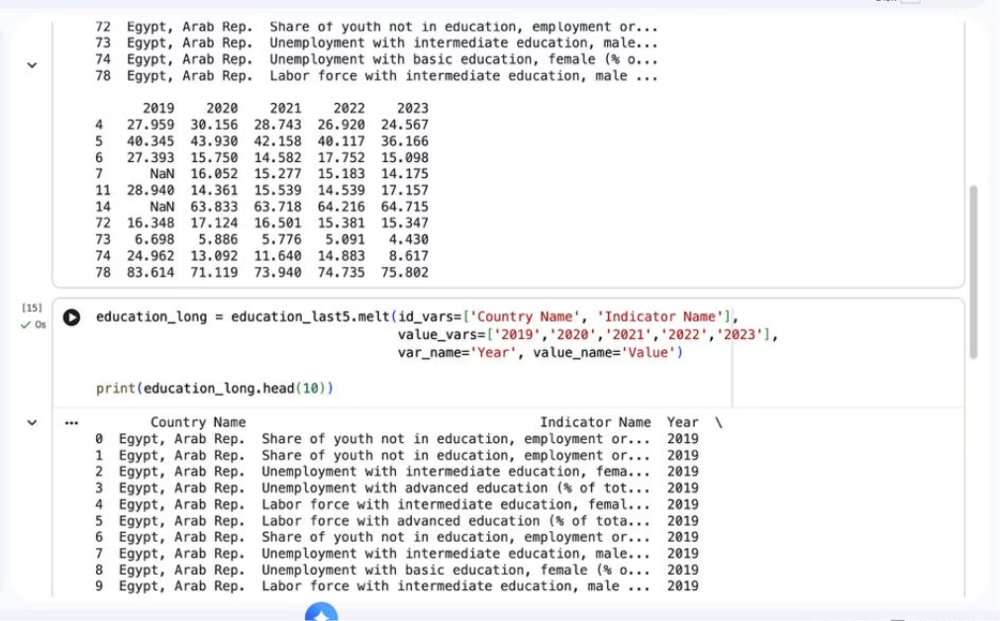 72 Egypt, Arab Rep. Share of youth not in education, employment or...
73 Egypt, Arab Rep. Unemployment with intermediate education, male...
74 Egypt, Arab Rep. Unemployment with basic education, female (% o...
78 Egypt, Arab Rep. Labor force with intermediate education, male ...
2019 2020 2021 2022 2023
4 27.959 30.156 28.743 26.920 24.567
5 40.345 43.930 42.158 40.117 36.166
6 27.393 15.750 14.582 17.752 15.098
7 NaN 16.052 15.277 15.183 14.175
11 28.940 14.361 15.539 14.539 17.157
14 NaN 63.833 63.718 64.216 64.715
72 16.348 17.124 16.501 15.381 15.347
73 6.698 5.886 5.776 5.091 4.430
74 24.962 13.092 11.640 14.883 8.617
78 83.614 71.119 73.940 74.735 75.802
[15]
0s
education_long = education_last5.melt(id_vars=['Country Name', 'Indicator Name'],
value_vars=['2019','2020','2021','2022','2023'],
var_name='Year', value_name='Value')
print(education_long.head(10))
... Country Name Indicator Name Year \
0 Egypt, Arab Rep. Share of youth not in education, employment or... 2019
1 Egypt, Arab Rep. Share of youth not in education, employment or... 2019
2 Egypt, Arab Rep. Unemployment with intermediate education, fema... 2019
3 Egypt, Arab Rep. Unemployment with advanced education (% of tot... 2019
4 Egypt, Arab Rep. Labor force with intermediate education, femal... 2019
5 Egypt, Arab Rep. Labor force with advanced education (% of tota... 2019
6 Egypt, Arab Rep. Share of youth not in education, employment or... 2019
7 Egypt, Arab Rep. Unemployment with intermediate education, male... 2019
8 Egypt, Arab Rep. Unemployment with basic education, female (% o... 2019
9 Egypt, Arab Rep. Labor force with intermediate education, male ... 2019